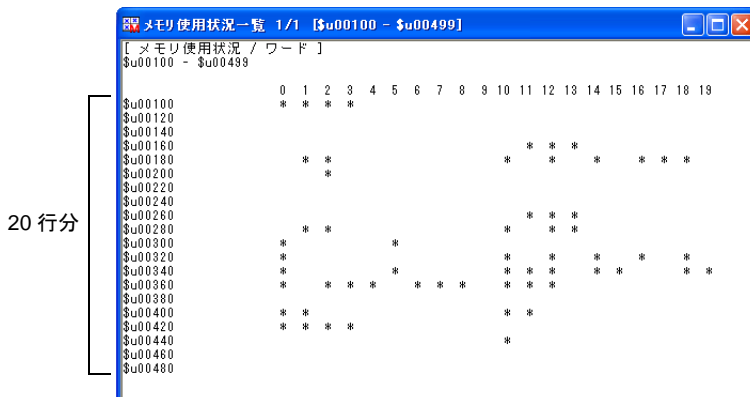 メモリ使用状況一覧 1/1 [$u00100 - $u00499]
[ メモリ使用状況 / ワード ]
$u00100 - $u00499
0 1 2 3 4 5 6 7 8 9 10 11 12 13 14 15 16 17 18 19
$u00100 * * * *
$u00120
$u00140
$u00160 * * *
$u00180 * * * * * * * *
$u00200 *
$u00220
$u00240
$u00260 * * *
$u00280 * * * * *
$u00300 * *
$u00320 * * * * * *
$u00340 * * * * * * * * *
$u00360 * * * * * * * * * *
$u00380
$u00400 * * * *
$u00420 * * * *
$u00440 *
$u00460
$u00480
20 行分